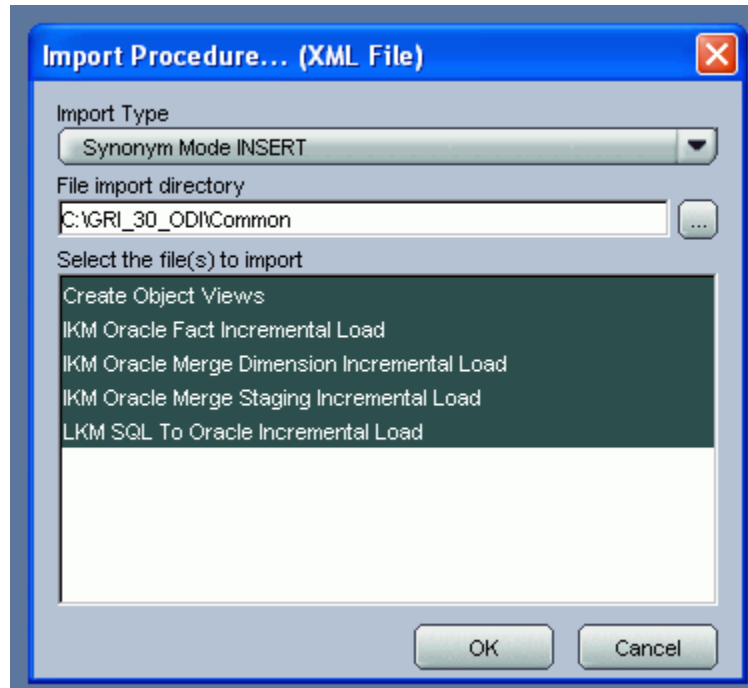 Import Procedure... (XML File)
Import Type
Synonym Mode INSERT
File import directory
C:\GRI_30_ODI\Common
...
Select the file(s) to import
Create Object Views
IKM Oracle Fact Incremental Load
IKM Oracle Merge Dimension Incremental Load
IKM Oracle Merge Staging Incremental Load
LKM SQL To Oracle Incremental Load
OK Cancel